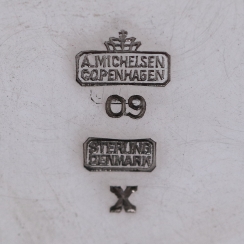 A. MICHELSEN
COPENHAGEN
09
STERLING
DENMARK
X